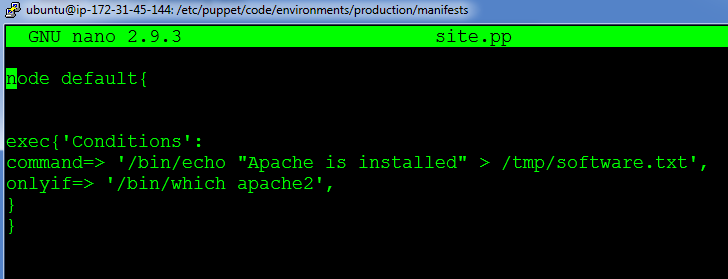 ubuntu@ip-172-31-45-144: /etc/puppet/code/environments/production/manifests
GNU nano 2.9.3 site.pp
node default{
exec{'Conditions':
command=> '/bin/echo "Apache is installed" > /tmp/software.txt',
onlyif=> '/bin/which apache2',
}
}